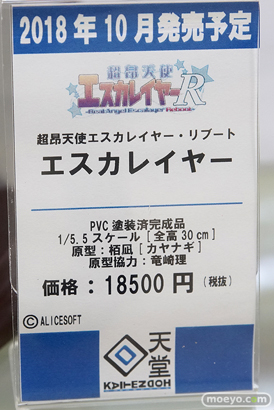 2018年10月発売予定
超昂天使
エスカレイヤーR
-Beat Angel Escalayer Reboot-
超昂天使エスカレイヤー・リブート
エスカレイヤー
PVC 塗装済完成品
1/5.5スケール [全高30cm]
原型：栢凪 [カヤナギ]
原型協力：竜崎理
価格：18500円 (税抜)
©ALICESOFT
天堂
moeyo.com